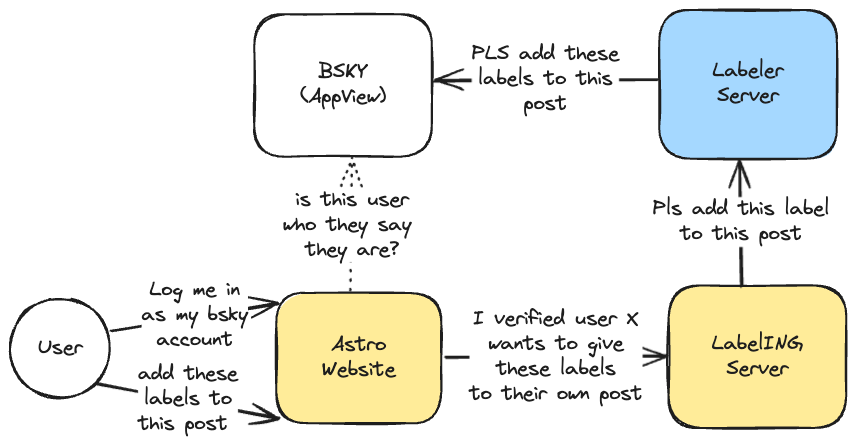 BSKY
(AppView)
PLS add these
labels to this
post
Labeler
Server
is this user
who they say
they are?
Pls add this label
to this post
Log me in
as my bsky
account
User
add these
labels to
this post
Astro
Website
I verified user X
wants to give
these labels
to their own post
LabelING
Server